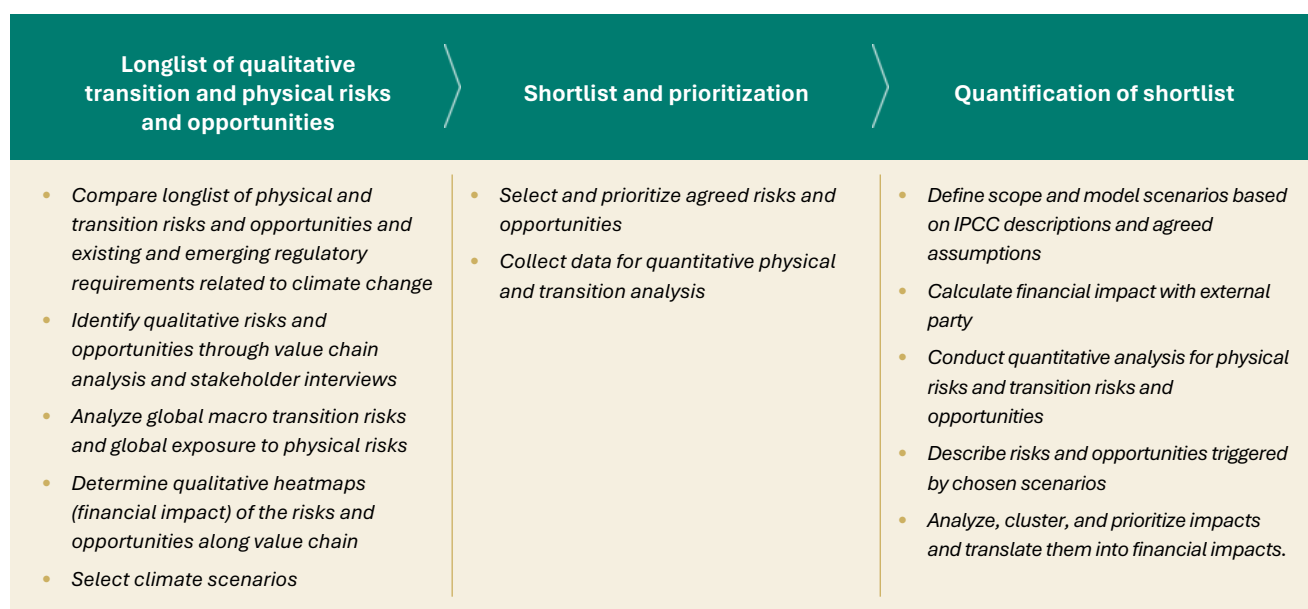 Longlist of qualitative
transition and physical risks
and opportunities
Shortlist and prioritization
Quantification of shortlist
• Compare longlist of physical and
transition risks and opportunities and
existing and emerging regulatory
requirements related to climate change
• Identify qualitative risks and
opportunities through value chain
analysis and stakeholder interviews
• Analyze global macro transition risks
and global exposure to physical risks
• Determine qualitative heatmaps
(financial impact) of the risks and
opportunities along value chain
• Select climate scenarios
• Select and prioritize agreed risks and
opportunities
• Collect data for quantitative physical
and transition analysis
• Define scope and model scenarios based
on IPCC descriptions and agreed
assumptions
• Calculate financial impact with external
party
• Conduct quantitative analysis for physical
risks and transition risks and
opportunities
• Describe risks and opportunities triggered
by chosen scenarios
• Analyze, cluster, and prioritize impacts
and translate them into financial impacts.